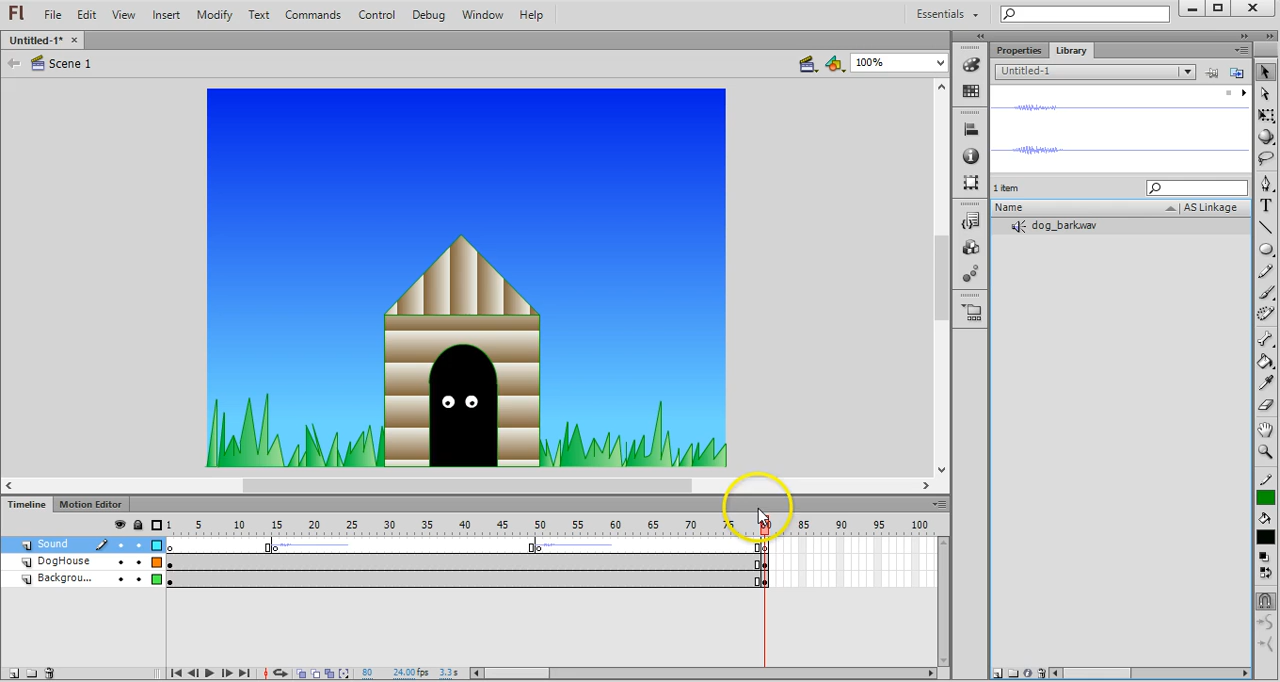 Fl File Edit View Insert Modify Text Commands Control Debug Window Help Essentials
Untitled-1* × Properties Library
Scene 1 100% Untitled-1
1 item
Name AS Linkage
dog_bark.wav
Timeline Motion Editor
1 5 10 15 20 25 30 35 40 45 50 55 60 65 70 75 80 85 90 95 100
Sound
DogHouse
Backgrou...
80 24.00 fps 3.3 s